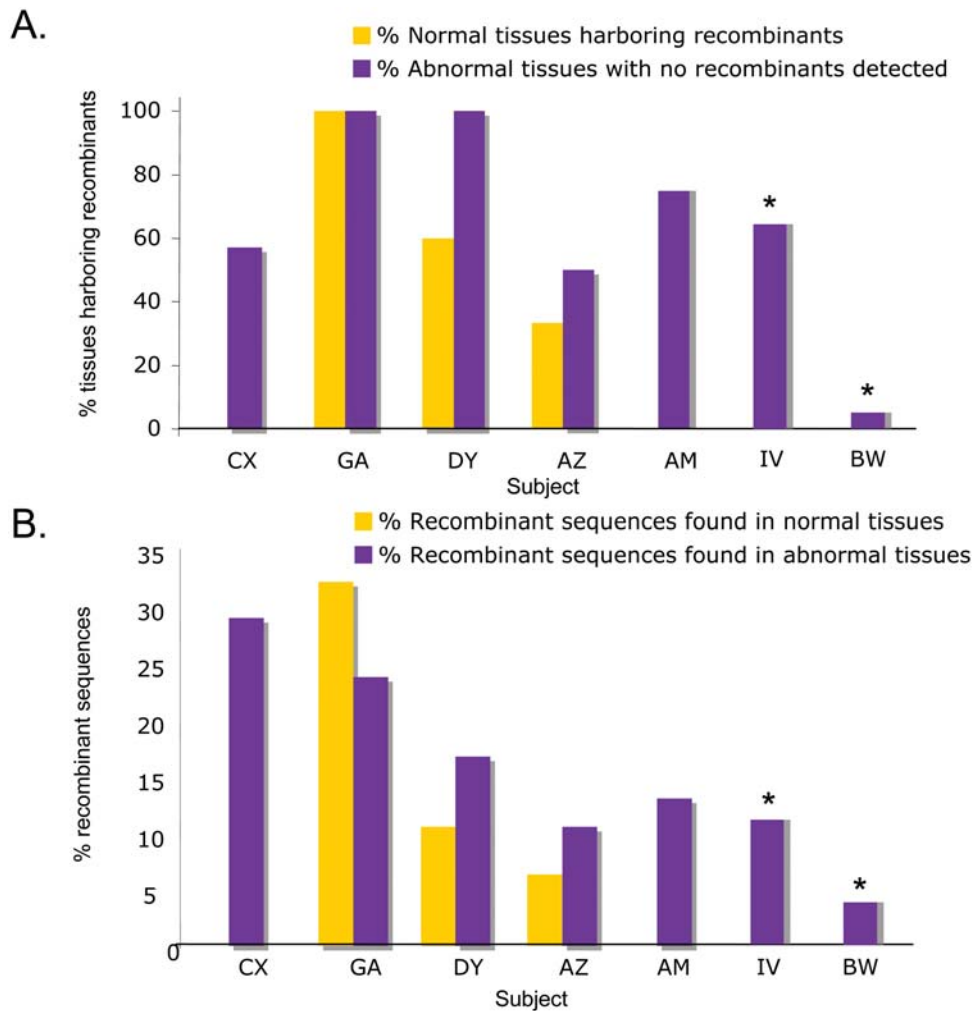 A.
% Normal tissues harboring recombinants
% Abnormal tissues with no recombinants detected
% tissues harboring recombinants
100
80
60
40
20
0
*
*
CX GA DY AZ AM IV BW
Subject
B.
% Recombinant sequences found in normal tissues
% Recombinant sequences found in abnormal tissues
% recombinant sequences
35
30
25
20
15
10
5
0
*
*
CX GA DY AZ AM IV BW
Subject